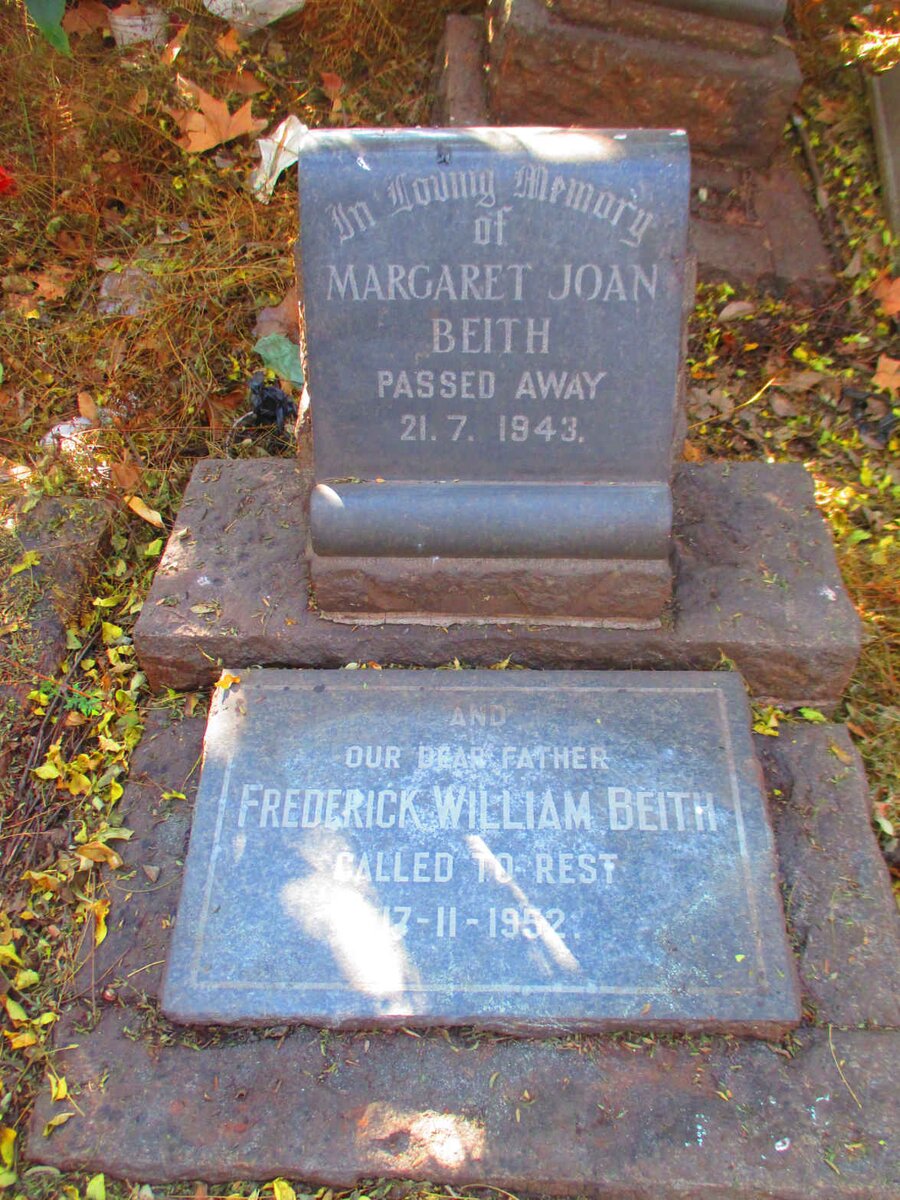 In Loving Memory
of
MARGARET JOAN
BEITH
PASSED AWAY
21.7.1943.
AND
OUR DEAR FATHER
FREDERICK WILLIAM BEITH
CALLED TO REST
17-11-1952.